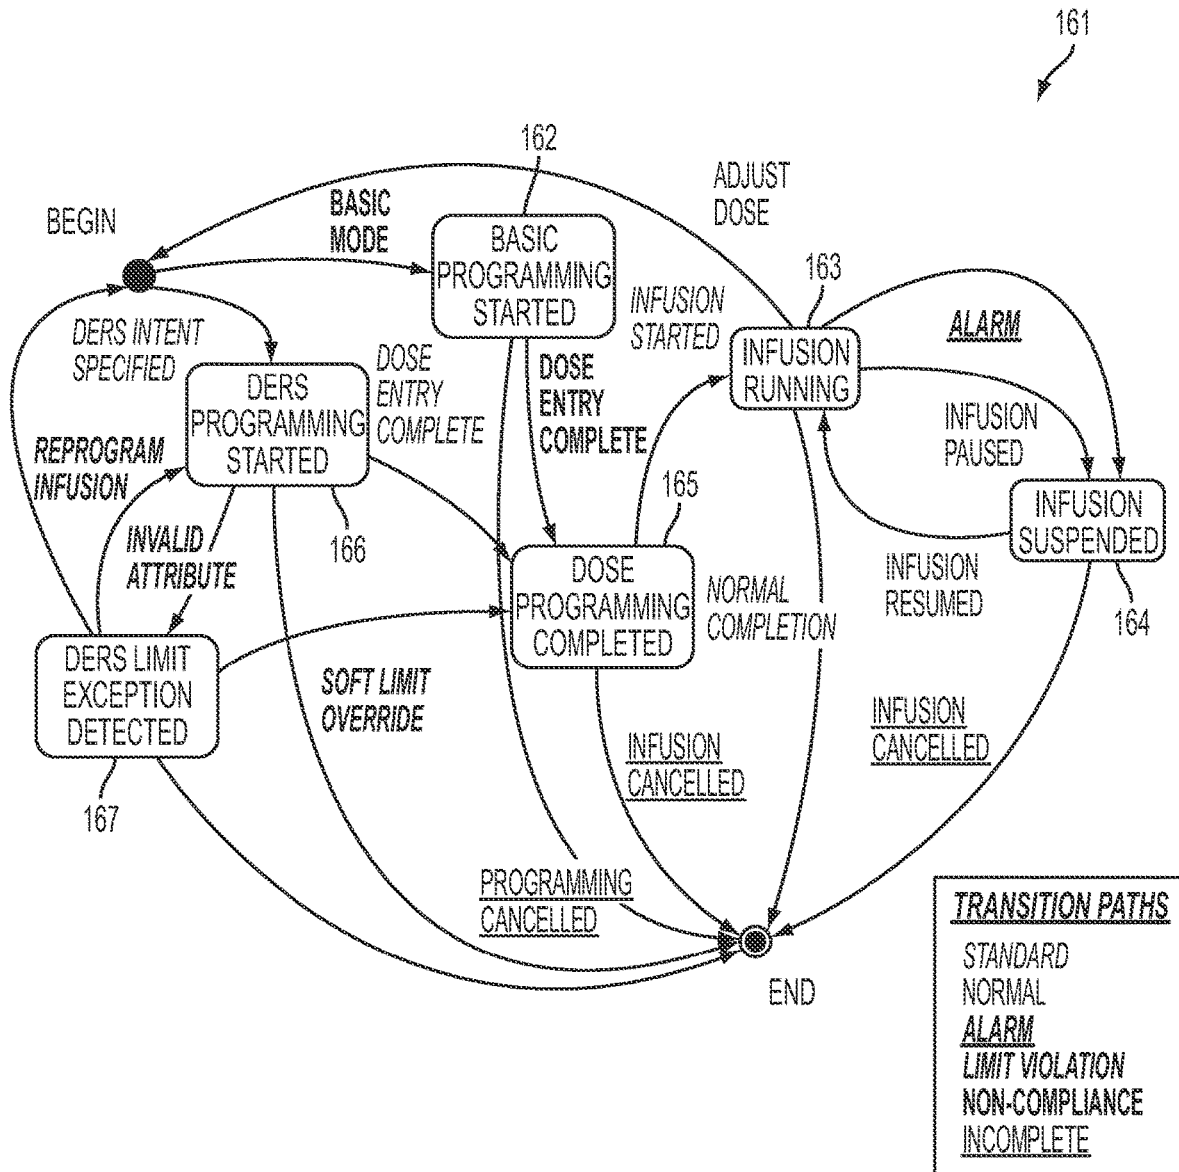 161
162
BEGIN
BASIC
MODE
BASIC
PROGRAMMING
STARTED
ADJUST
DOSE
163
INFUSION
STARTED
INFUSION
RUNNING
ALARM
INFUSION
PAUSED
DERS INTENT
SPECIFIED
DERS
PROGRAMMING
STARTED
DOSE
ENTRY
COMPLETE
DOSE
ENTRY
COMPLETE
REPROGRAM
INFUSION
166
165
INVALID
ATTRIBUTE
DOSE
PROGRAMMING
COMPLETED
NORMAL
COMPLETION
INFUSION
SUSPENDED
INFUSION
RESUMED
164
DERS LIMIT
EXCEPTION
DETECTED
167
SOFT LIMIT
OVERRIDE
INFUSION
CANCELLED
INFUSION
CANCELLED
PROGRAMMING
CANCELLED
END
TRANSITION PATHS
STANDARD
NORMAL
ALARM
LIMIT VIOLATION
NON-COMPLIANCE
INCOMPLETE